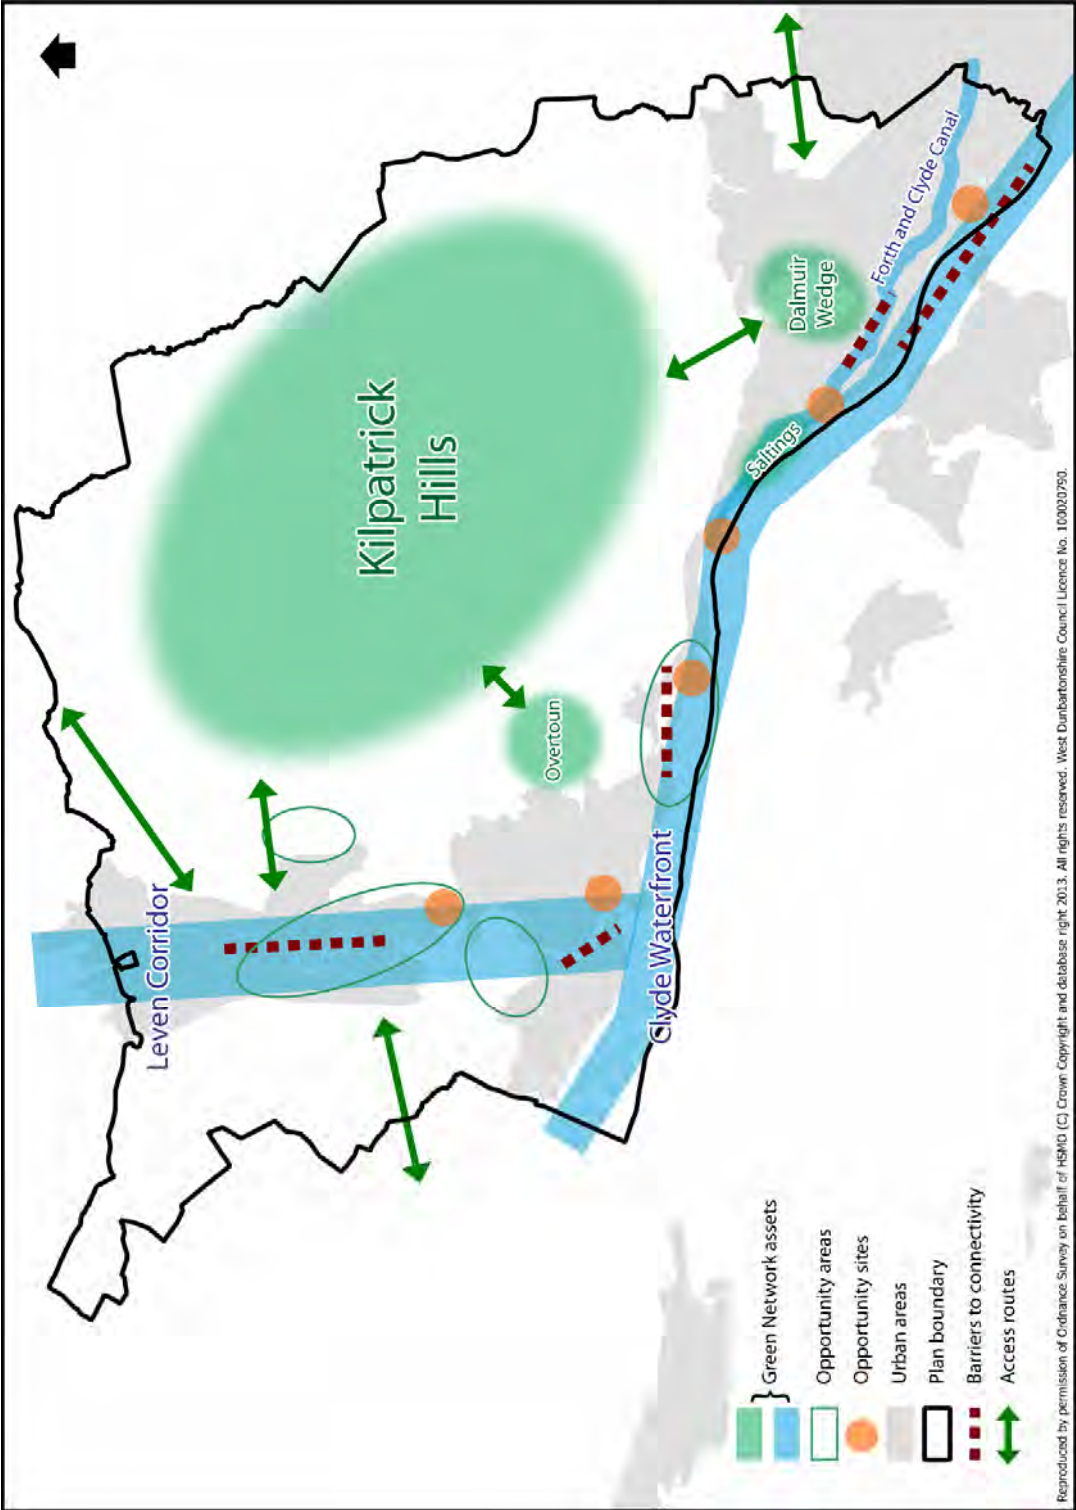 Leven Corridor
Kilpatrick
Hills
Overtoun
Clyde Waterfront
Saltings
Dalmuir
Wedge
Forth and Clyde Canal
Green Network assets
Opportunity areas
Opportunity sites
Urban areas
Plan boundary
Barriers to connectivity
Access routes
Reproduced by permission of Ordnance Survey on behalf of HSMO (C) Crown Copyright and database right 2013. All rights reserved. West Dunbartonshire Council Licence No. 100020790.